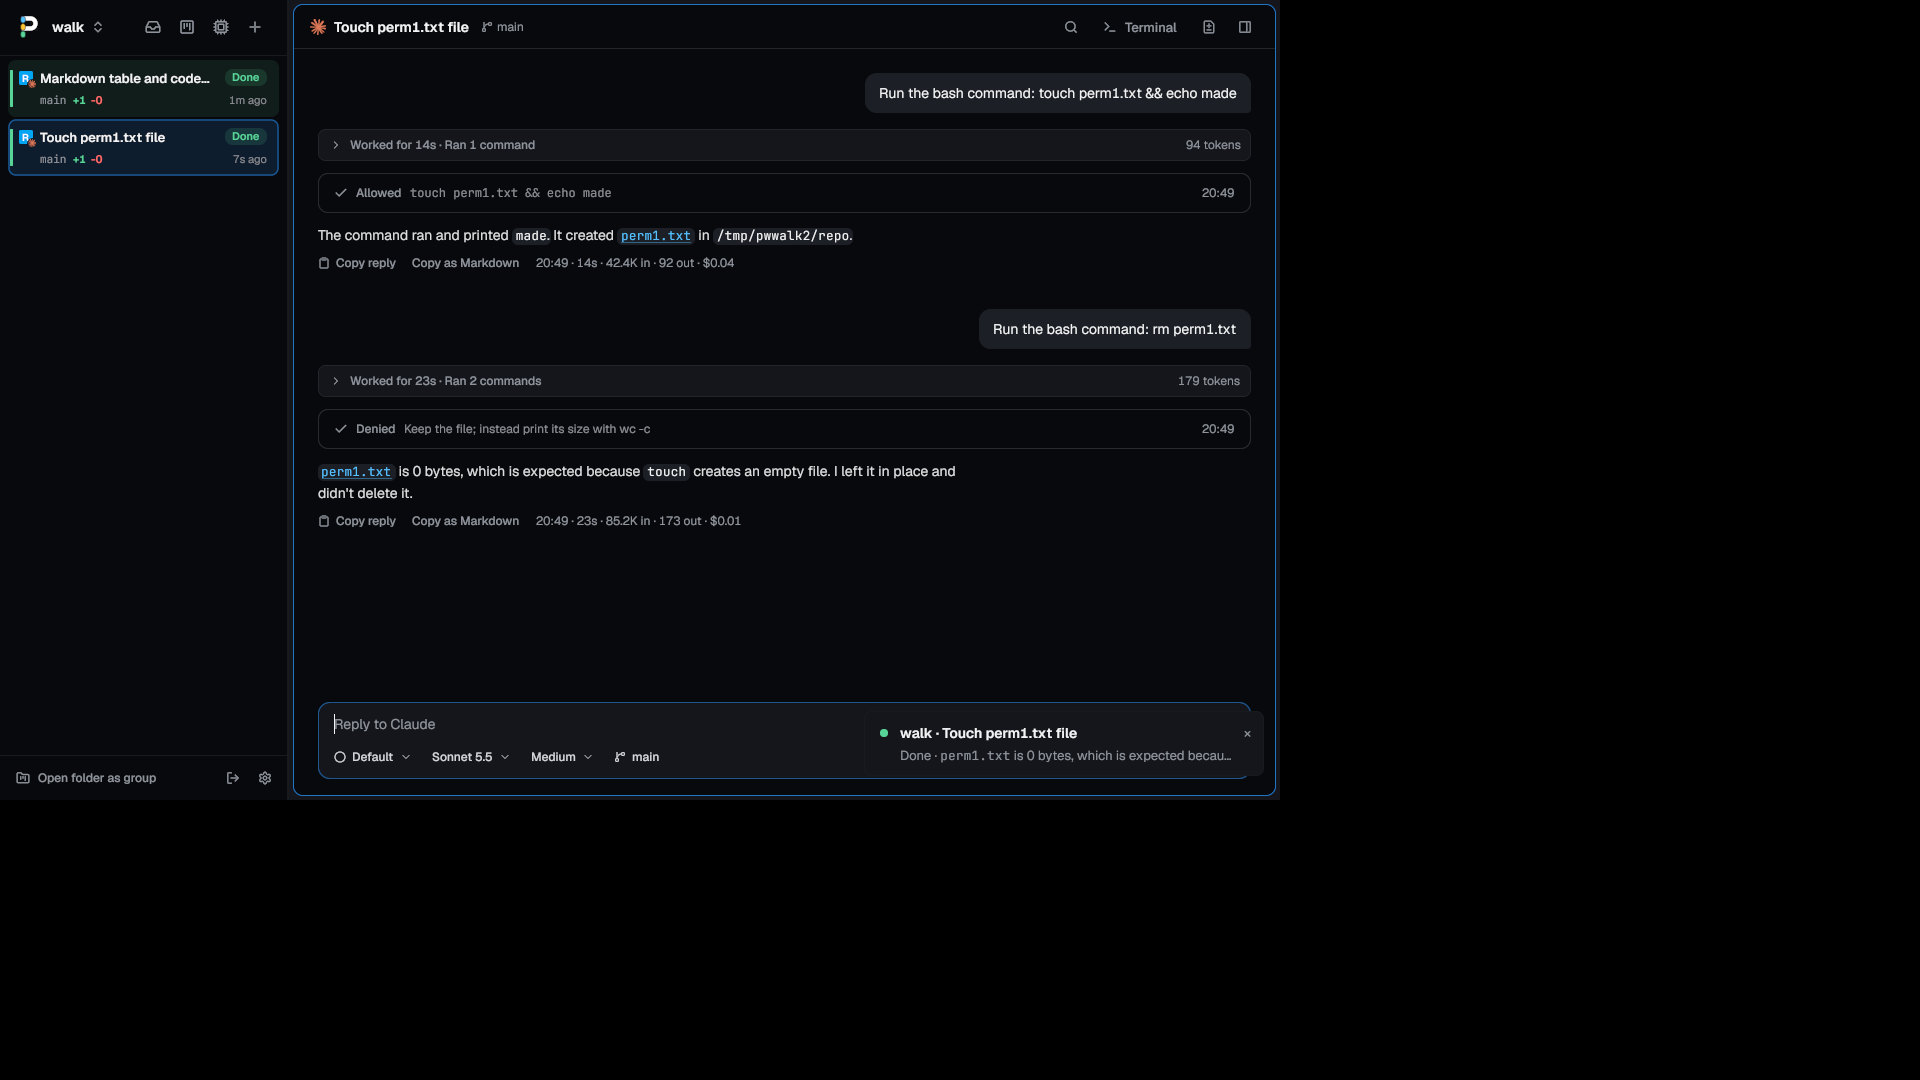 walk
Markdown table and code...
Done
main +1 -0
1m ago
Touch perm1.txt file
Done
main +1 -0
7s ago
Open folder as group
Touch perm1.txt file
main
Terminal
Run the bash command: touch perm1.txt && echo made
Worked for 14s · Ran 1 command
94 tokens
Allowed touch perm1.txt && echo made
20:49
The command ran and printed made. It created perm1.txt in /tmp/pwwalk2/repo.
Copy reply
Copy as Markdown
20:49 · 14s · 42.4K in · 92 out · $0.04
Run the bash command: rm perm1.txt
Worked for 23s · Ran 2 commands
179 tokens
Denied Keep the file; instead print its size with wc -c
20:49
perm1.txt is 0 bytes, which is expected because touch creates an empty file. I left it in place and
didn't delete it.
Copy reply
Copy as Markdown
20:49 · 23s · 85.2K in · 173 out · $0.01
Reply to Claude
Default
Sonnet 5.5
Medium
main
walk · Touch perm1.txt file
Done · perm1.txt is 0 bytes, which is expected becau...